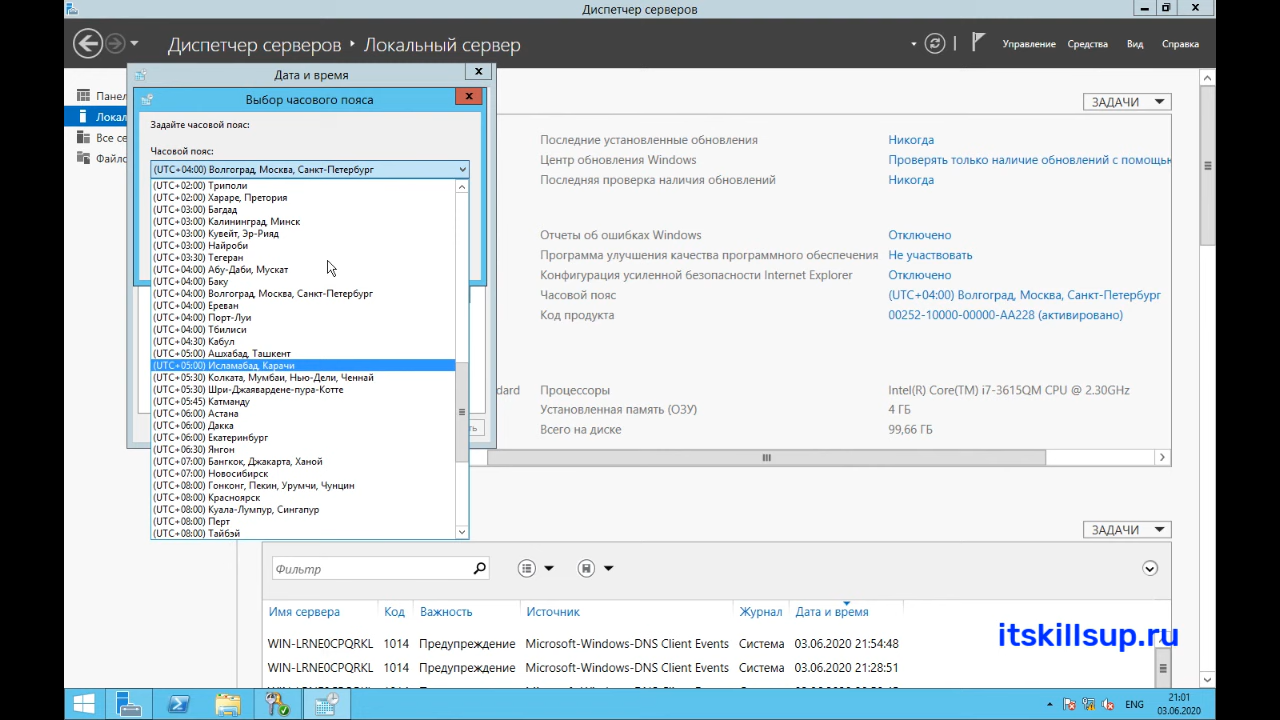 Диспетчер серверов
Диспетчер серверов ‣ Локальный сервер
Управление Средства Вид Справка
Дата и время
Панел
Локал
Все се
Файло
Выбор часового пояса
Задайте часовой пояс:
Часовой пояс:
(UTC+04:00) Волгоград, Москва, Санкт-Петербург
(UTC+02:00) Триполи
(UTC+02:00) Хараре, Претория
(UTC+03:00) Багдад
(UTC+03:00) Калининград, Минск
(UTC+03:00) Кувейт, Эр-Рияд
(UTC+03:00) Найроби
(UTC+03:30) Тегеран
(UTC+04:00) Абу-Даби, Мускат
(UTC+04:00) Баку
(UTC+04:00) Волгоград, Москва, Санкт-Петербург
(UTC+04:00) Ереван
(UTC+04:00) Порт-Луи
(UTC+04:00) Тбилиси
(UTC+04:30) Кабул
(UTC+05:00) Ашхабад, Ташкент
(UTC+05:00) Исламабад, Карачи
(UTC+05:30) Колката, Мумбаи, Нью-Дели, Ченнай
(UTC+05:30) Шри-Джаявардене-пура-Котте
(UTC+05:45) Катманду
(UTC+06:00) Астана
(UTC+06:00) Дакка
(UTC+06:00) Екатеринбург
(UTC+06:30) Янгон
(UTC+07:00) Бангкок, Джакарта, Ханой
(UTC+07:00) Новосибирск
(UTC+08:00) Гонконг, Пекин, Урумчи, Чунцин
(UTC+08:00) Красноярск
(UTC+08:00) Куала-Лумпур, Сингапур
(UTC+08:00) Перт
(UTC+08:00) Тайбэй
ЗАДАЧИ
Последние установленные обновления Никогда
Центр обновления Windows Проверять только наличие обновлений с помощью
Последняя проверка наличия обновлений Никогда
Отчеты об ошибках Windows Отключено
Программа улучшения качества программного обеспечения Не участвовать
Конфигурация усиленной безопасности Internet Explorer Отключено
Часовой пояс (UTC+04:00) Волгоград, Москва, Санкт-Петербург
Код продукта 00252-10000-00000-AA228 (активировано)
dard Процессоры Intel(R) Core(TM) i7-3615QM CPU @ 2.30GHz
Установленная память (ОЗУ) 4 ГБ
Всего на диске 99,66 ГБ
ть
ЗАДАЧИ
Фильтр
Имя сервера Код Важность Источник Журнал Дата и время
WIN-LRNE0CPQRKL 1014 Предупреждение Microsoft-Windows-DNS Client Events Система 03.06.2020 21:54:48
WIN-LRNE0CPQRKL 1014 Предупреждение Microsoft-Windows-DNS Client Events Система 03.06.2020 21:28:51
itskillsup.ru
ENG
21:01
03.06.2020